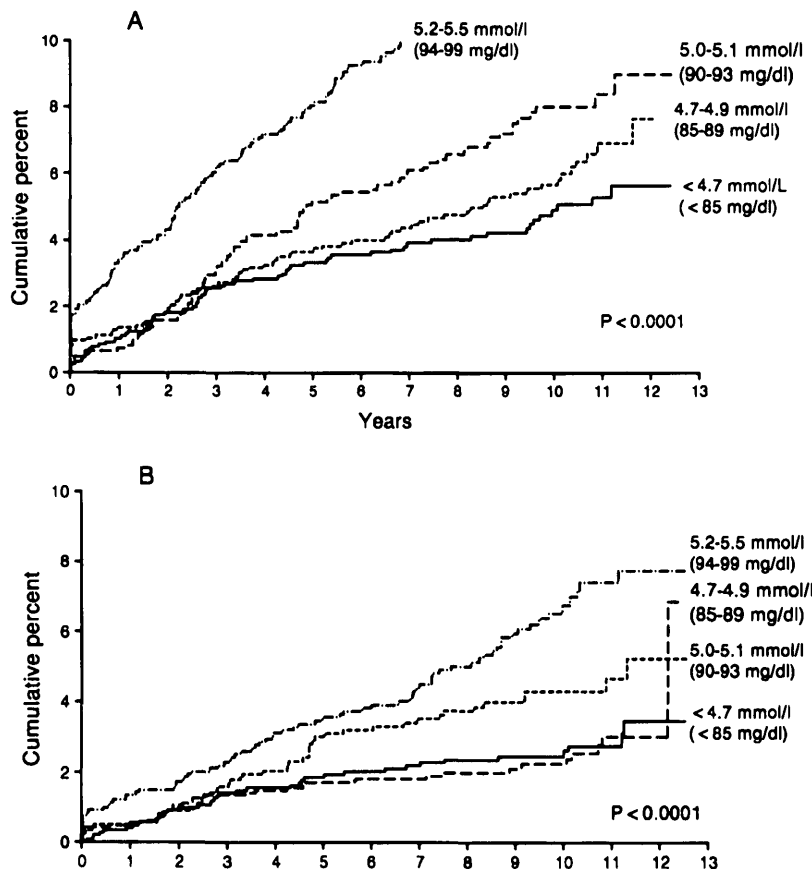 A
5.2-5.5 mmol/l
(94-99 mg/dl)
5.0-5.1 mmol/l
(90-93 mg/dl)
4.7-4.9 mmol/l
(85-89 mg/dl)
< 4.7 mmol/L
(< 85 mg/dl)
P < 0.0001
Cumulative percent
10
8
6
4
2
0
0 1 2 3 4 5 6 7 8 9 10 11 12 13
Years
B
5.2-5.5 mmol/l
(94-99 mg/dl)
4.7-4.9 mmol/l
(85-89 mg/dl)
5.0-5.1 mmol/l
(90-93 mg/dl)
< 4.7 mmol/l
(< 85 mg/dl)
P < 0.0001
Cumulative percent
10
8
6
4
2
0
0 1 2 3 4 5 6 7 8 9 10 11 12 13